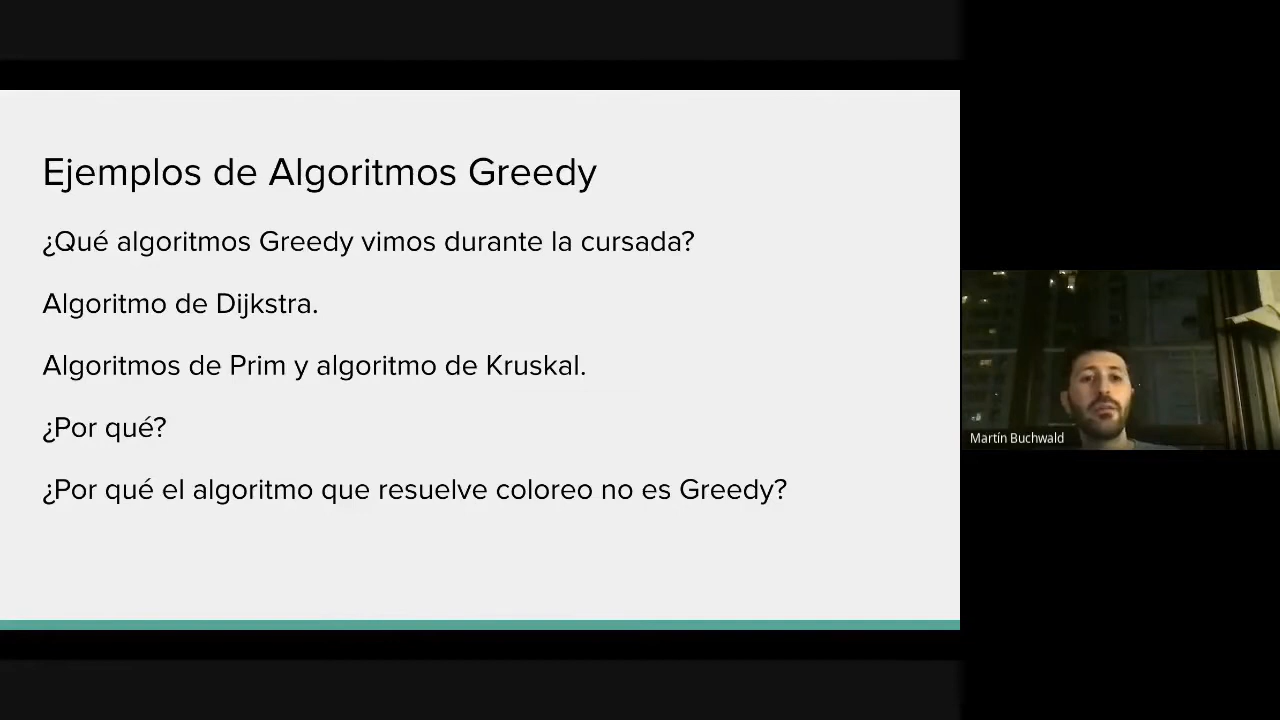 Ejemplos de Algoritmos Greedy
¿Qué algoritmos Greedy vimos durante la cursada?
Algoritmo de Dijkstra.
Algoritmos de Prim y algoritmo de Kruskal.
¿Por qué?
¿Por qué el algoritmo que resuelve coloreo no es Greedy?
Martín Buchwald